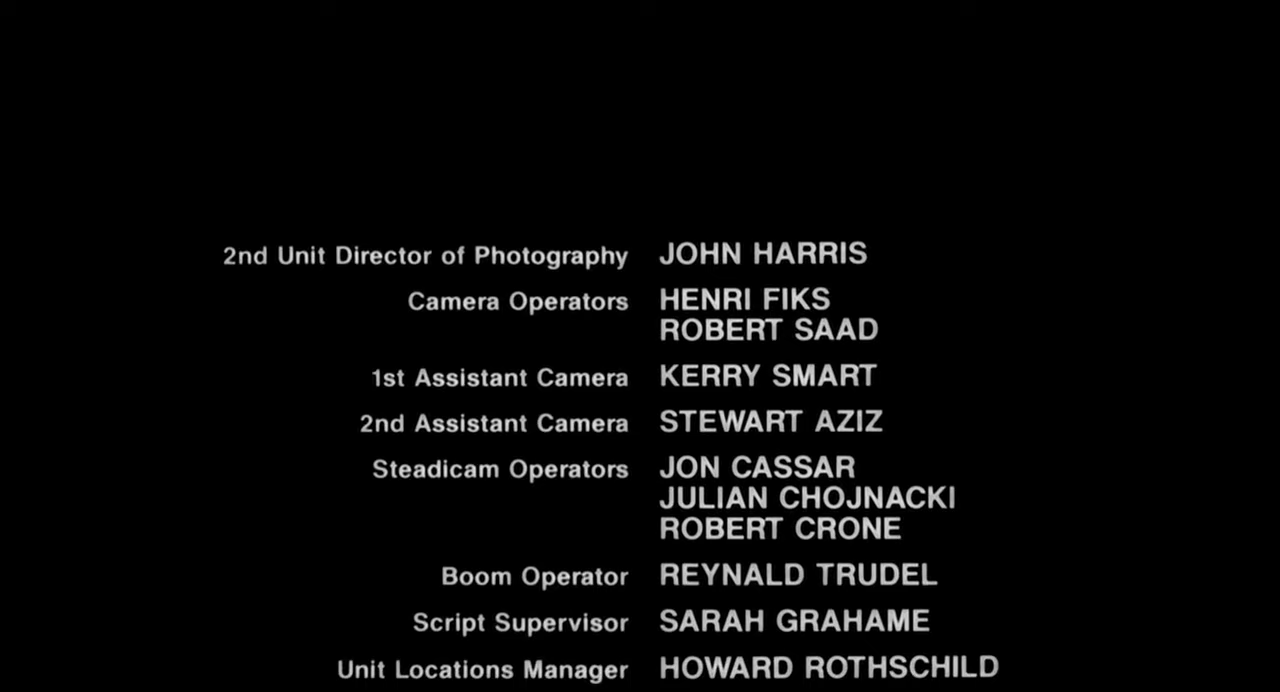 2nd Unit Director of Photography JOHN HARRIS
Camera Operators HENRI FIKS
ROBERT SAAD
1st Assistant Camera KERRY SMART
2nd Assistant Camera STEWART AZIZ
Steadicam Operators JON CASSAR
JULIAN CHOJNACKI
ROBERT CRONE
Boom Operator REYNALD TRUDEL
Script Supervisor SARAH GRAHAME
Unit Locations Manager HOWARD ROTHSCHILD